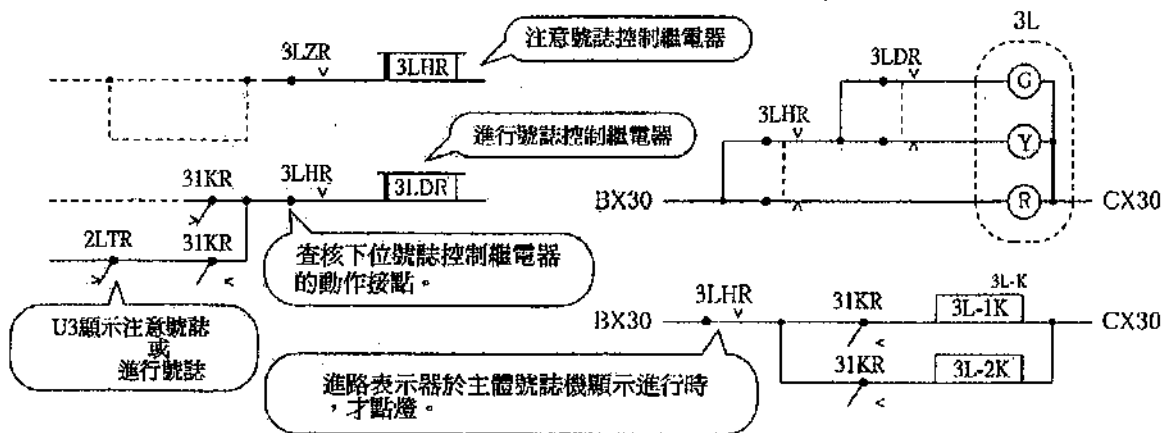 注意號誌控制繼電器
3LZR
3LHR
進行號誌控制繼電器
31KR
3LHR
3LDR
2LTR
31KR
查核下位號誌控制繼電器
的動作接點。
U3顯示注意號誌
或
進行號誌
3L
3LDR
G
3LHR
Y
BX30
R
CX30
3L-K
3LHR
31KR
3L-1K
BX30
CX30
31KR
3L-2K
進路表示器於主體號誌機顯示進行時
，才點燈。